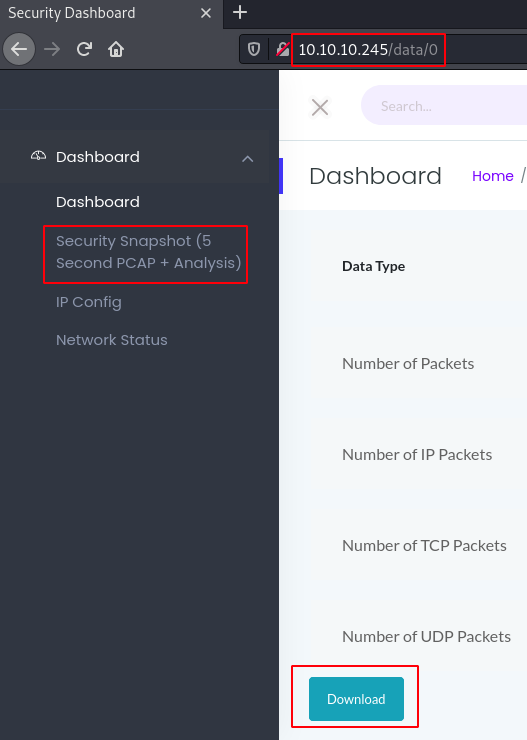 Security Dashboard
10.10.10.245/data/0
Dashboard
Dashboard
Security Snapshot (5
Second PCAP + Analysis)
IP Config
Network Status
Search...
Dashboard
Home /
Data Type
Number of Packets
Number of IP Packets
Number of TCP Packets
Number of UDP Packets
Download